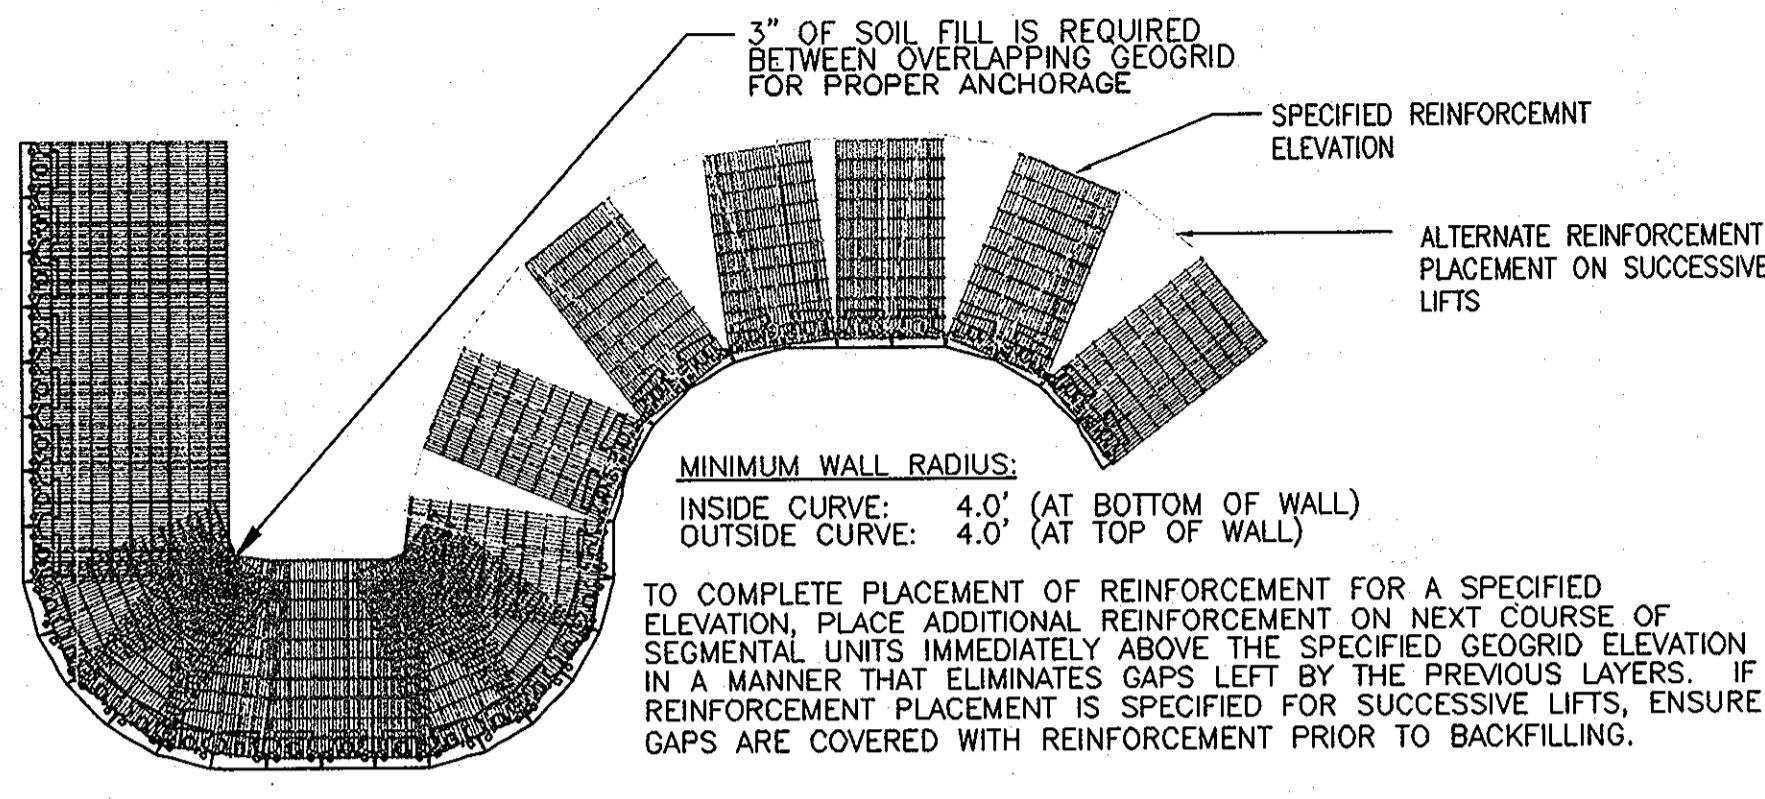 3" OF SOIL FILL IS REQUIRED
BETWEEN OVERLAPPING GEOGRID
FOR PROPER ANCHORAGE
SPECIFIED REINFORCEMNT
ELEVATION
ALTERNATE REINFORCEMENT
PLACEMENT ON SUCCESSIVE
LIFTS
MINIMUM WALL RADIUS:
INSIDE CURVE: 4.0' (AT BOTTOM OF WALL)
OUTSIDE CURVE: 4.0' (AT TOP OF WALL)
TO COMPLETE PLACEMENT OF REINFORCEMENT FOR A SPECIFIED
ELEVATION, PLACE ADDITIONAL REINFORCEMENT ON NEXT COURSE OF
SEGMENTAL UNITS IMMEDIATELY ABOVE THE SPECIFIED GEOGRID ELEVATION
IN A MANNER THAT ELIMINATES GAPS LEFT BY THE PREVIOUS LAYERS. IF
REINFORCEMENT PLACEMENT IS SPECIFIED FOR SUCCESSIVE LIFTS, ENSURE
GAPS ARE COVERED WITH REINFORCEMENT PRIOR TO BACKFILLING.